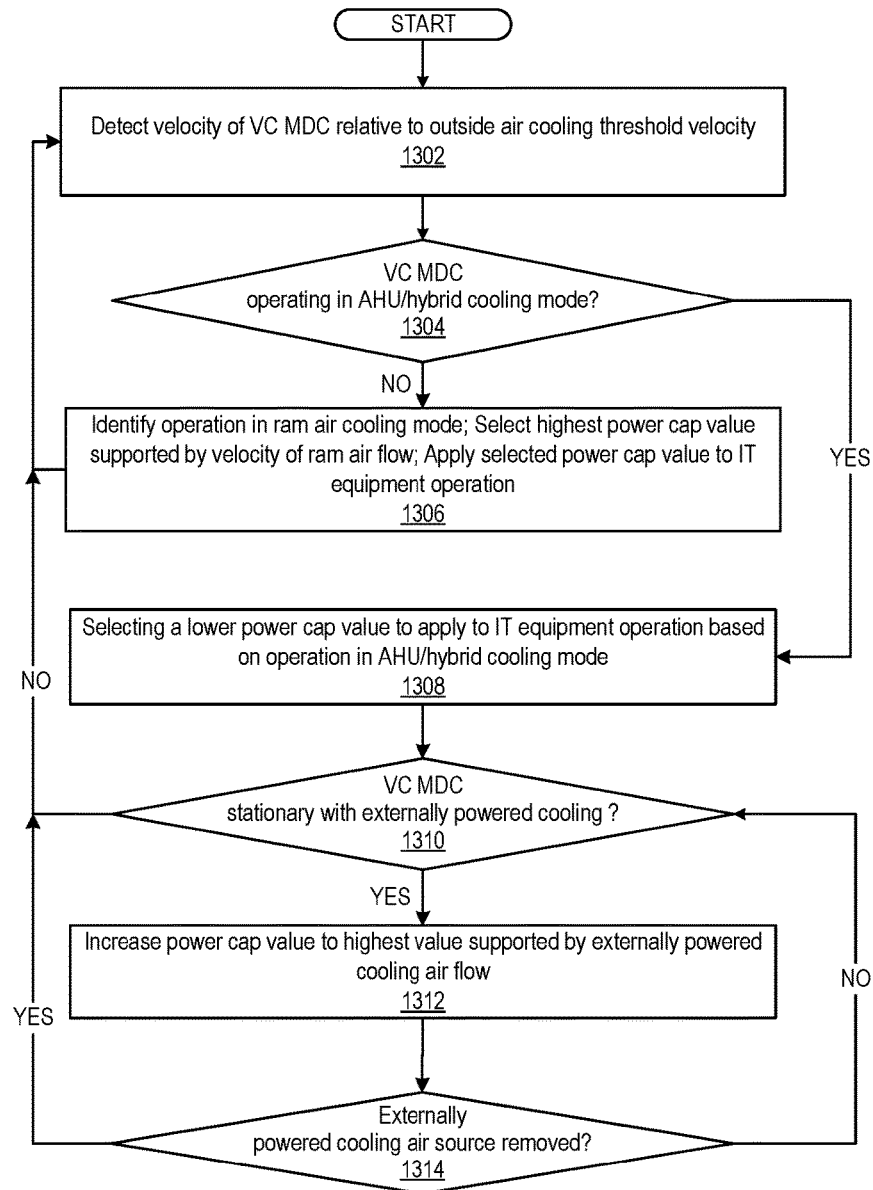 START
Detect velocity of VC MDC relative to outside air cooling threshold velocity
1302
VC MDC
operating in AHU/hybrid cooling mode?
1304
NO
YES
Identify operation in ram air cooling mode; Select highest power cap value
supported by velocity of ram air flow; Apply selected power cap value to IT
equipment operation
1306
Selecting a lower power cap value to apply to IT equipment operation based
on operation in AHU/hybrid cooling mode
1308
NO
VC MDC
stationary with externally powered cooling ?
1310
YES
Increase power cap value to highest value supported by externally powered
cooling air flow
1312
YES
NO
Externally
powered cooling air source removed?
1314